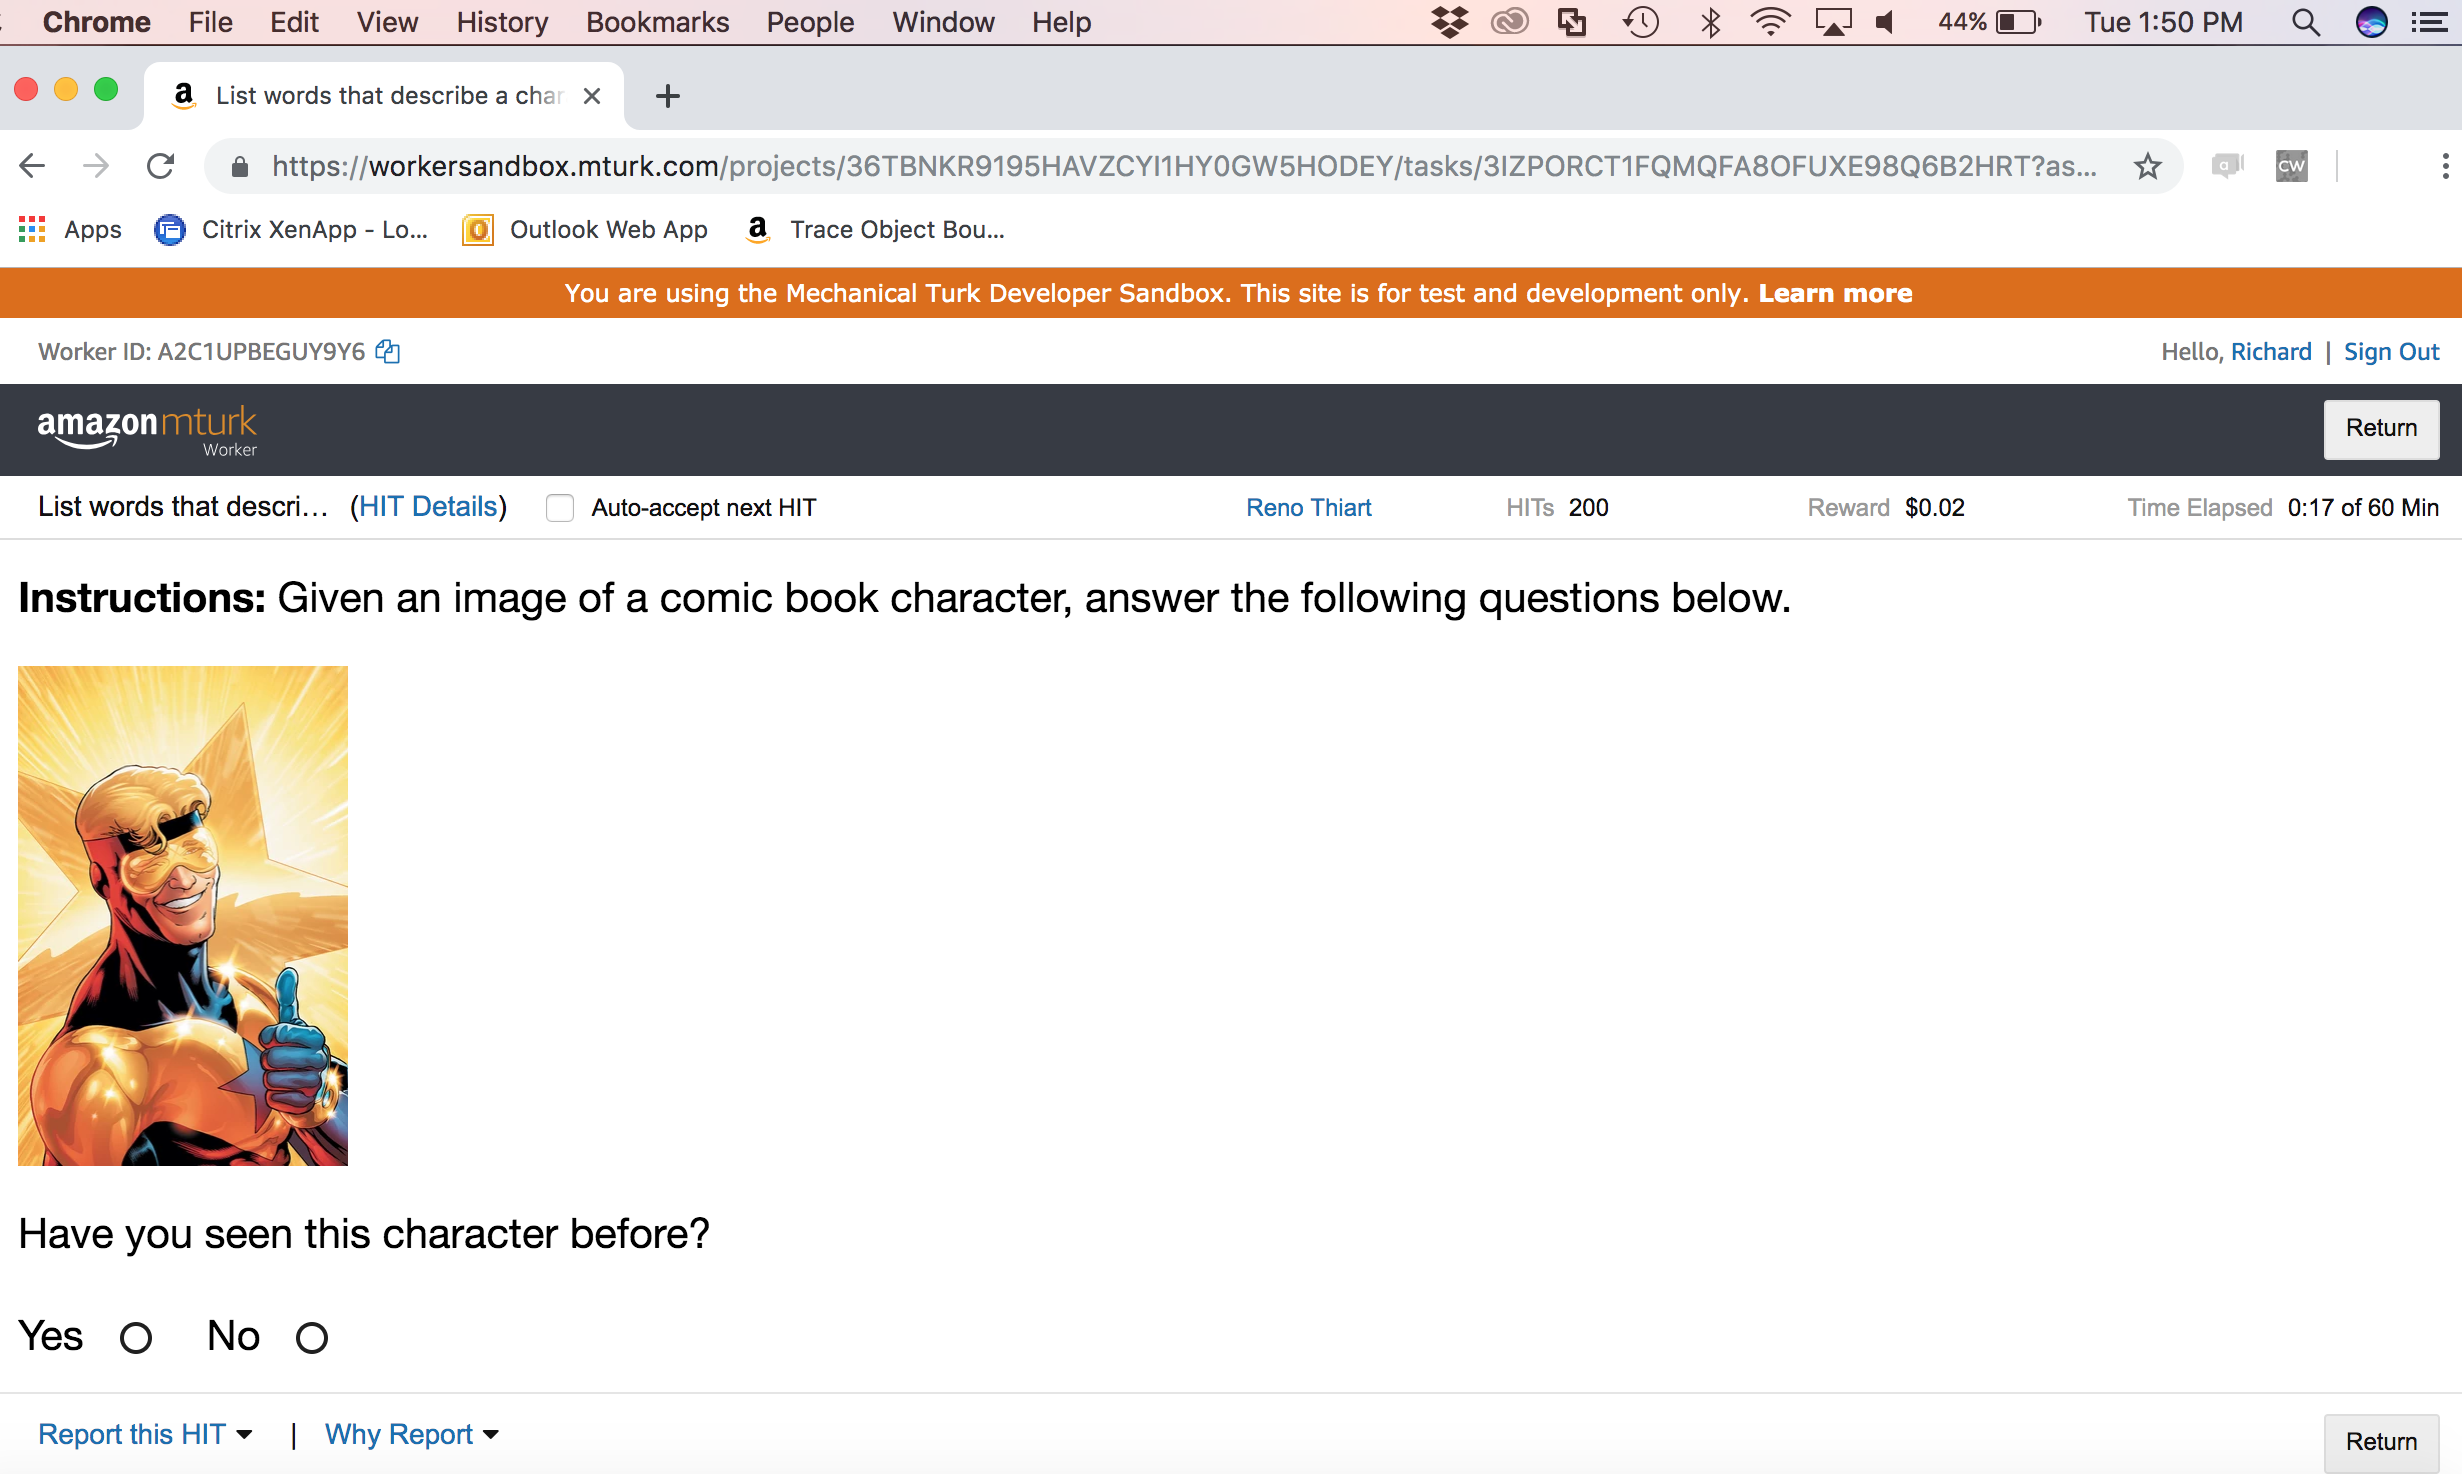 Chrome File Edit View History Bookmarks People Window Help 44% Tue 1:50 PM
List words that describe a char
https://workersandbox.mturk.com/projects/36TBNKR9195HAVZCYI1HY0GW5HODEY/tasks/3IZPORCT1FQMQFA8OFUXE98Q6B2HRT?as...
Apps Citrix XenApp - Lo... Outlook Web App Trace Object Bou...
You are using the Mechanical Turk Developer Sandbox. This site is for test and development only. Learn more
Worker ID: A2C1UPBEGUY9Y6 Hello, Richard | Sign Out
amazon mturk Return
Worker
List words that descri... (HIT Details) Auto-accept next HIT Reno Thiart HITs 200 Reward $0.02 Time Elapsed 0:17 of 60 Min
Instructions: Given an image of a comic book character, answer the following questions below.
Have you seen this character before?
Yes No
Report this HIT | Why Report Return